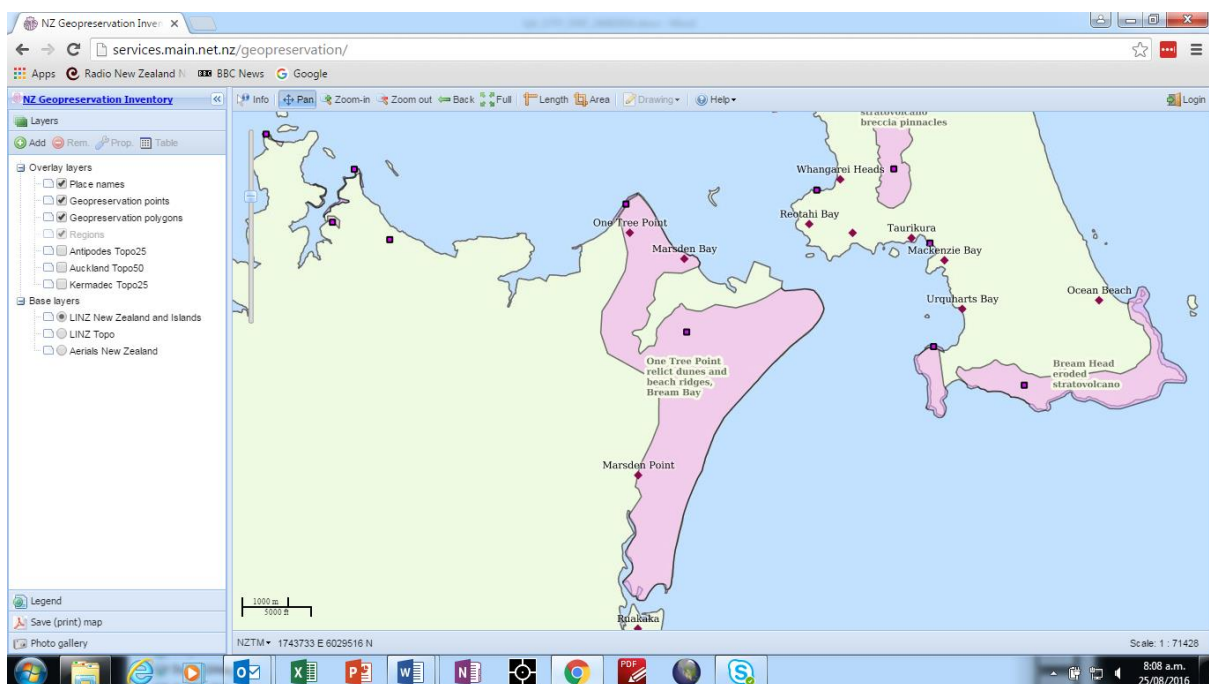 NZ Geopreservation Inver
services.main.net.nz/geopreservation/
Apps Radio New Zealand N BBC News Google
NZ Geopreservation Inventory
Info Pan Zoom-in Zoom out Back Full Length Area Drawing Help Login
Layers
Add Rem. Prop. Table
Overlay layers
Place names
Geopreservation points
Geopreservation polygons
Regions
Antipodes Topo25
Auckland Topo50
Kermadec Topo25
Base layers
LINZ New Zealand and Islands
LINZ Topo
Aerials New Zealand
Legend
Save (print) map
Photo gallery
stratovolcano
breccia pinnacles
Whangarei Heads
One Tree Point
Reotahi Bay
Taurikura
Marsden Bay
Mackenzie Bay
Urquharts Bay
Ocean Beach
One Tree Point
relict dunes and
beach ridges,
Bream Bay
Bream Head
eroded
stratovolcano
Marsden Point
Ruakaka
1000 m
5000 ft
NZTM 1743733 E 6029516 N
Scale: 1 : 71428
PDF
8:08 a.m.
25/08/2016